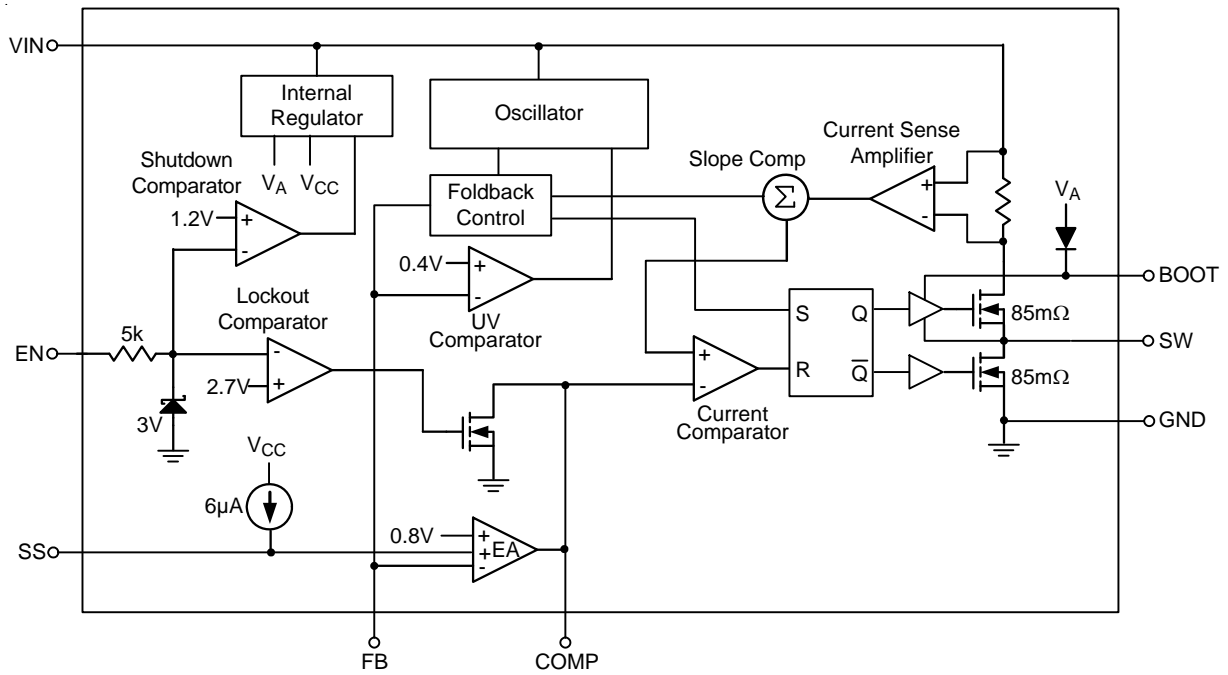 VIN
Internal
Regulator
Oscillator
Current Sense
Amplifier
Slope Comp
Shutdown
Comparator
VA
VCC
Foldback
Control
Σ
+
-
VA
1.2V
+
-
0.4V
+
-
BOOT
Lockout
Comparator
UV
Comparator
S
Q
85mΩ
5k
EN
-
+
2.7V
+
-
R
Q̅
SW
85mΩ
3V
Current
Comparator
GND
VCC
6µA
0.8V
+
+
-
EA
SS
FB
COMP